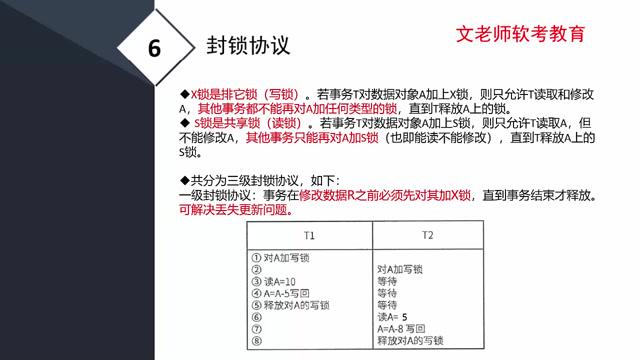 6
封锁协议
文老师软考教育
◆X锁是排它锁（写锁）。若事务T对数据对象A加上X锁，则只允许T读取和修改
A，其他事务都不能再对A加任何类型的锁，直到T释放A上的锁。
◆ S锁是共享锁（读锁）。若事务T对数据对象A加上S锁，则只允许T读取A，但
不能修改A，其他事务只能再对A加S锁（也即能读不能修改），直到T释放A上的
S锁。
◆共分为三级封锁协议，如下：
一级封锁协议：事务在修改数据R之前必须先对其加X锁，直到事务结束才释放。
可解决丢失更新问题。
T1 T2
① 对A加写锁
② 对A加写锁
③ 读A=10 等待
④ A=A-5写回 等待
⑤ 释放对A的写锁 等待
⑥ 读A= 5
⑦ A=A-8 写回
⑧ 释放对A的写锁